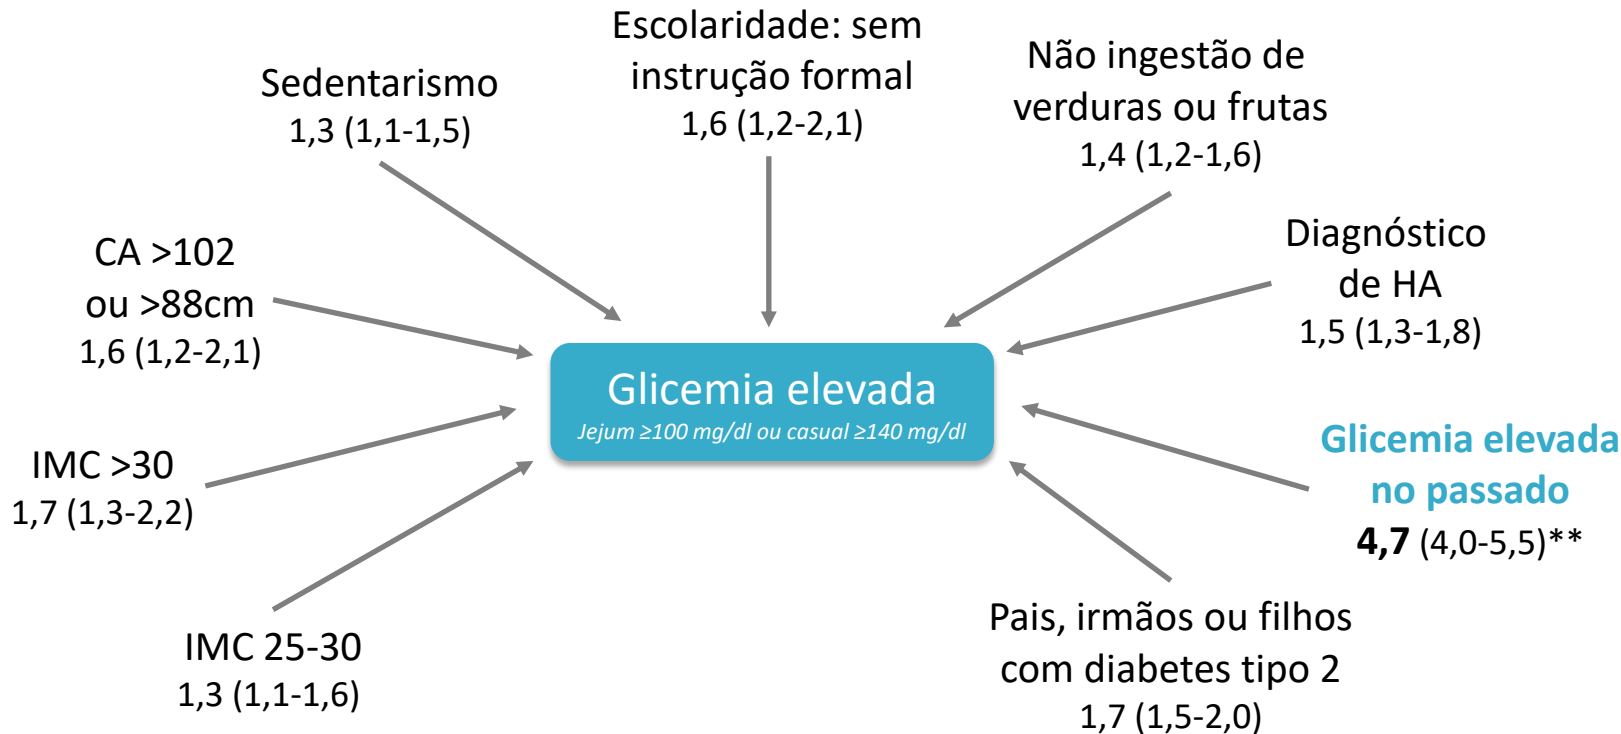 Escolaridade: sem
instrução formal
1,6 (1,2-2,1)
Sedentarismo
1,3 (1,1-1,5)
Não ingestão de
verduras ou frutas
1,4 (1,2-1,6)
CA >102
ou >88cm
1,6 (1,2-2,1)
Diagnóstico
de HA
1,5 (1,3-1,8)
Glicemia elevada
Jejum ≥100 mg/dl ou casual ≥140 mg/dl
IMC >30
1,7 (1,3-2,2)
Glicemia elevada
no passado
4,7 (4,0-5,5)**
IMC 25-30
1,3 (1,1-1,6)
Pais, irmãos ou filhos
com diabetes tipo 2
1,7 (1,5-2,0)